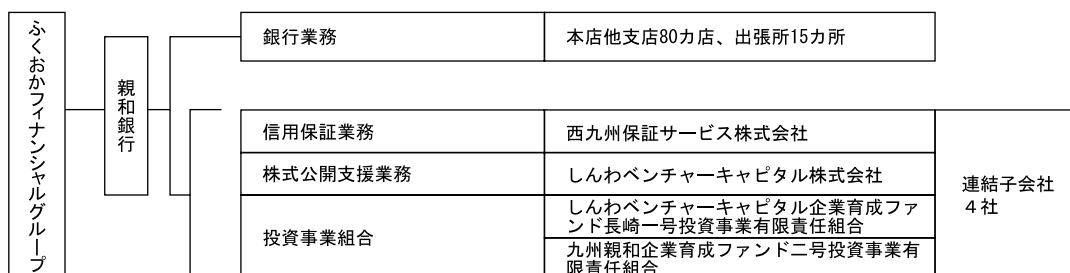 ふくおかフィナンシャルグループ
親和銀行
銀行業務
本店他支店80カ店、出張所15カ所
信用保証業務
西九州保証サービス株式会社
株式公開支援業務
しんわベンチャーキャピタル株式会社
投資事業組合
しんわベンチャーキャピタル企業育成ファ
ンド長崎一号投資事業有限責任組合
九州親和企業育成ファンド二号投資事業有
限責任組合
連結子会社
4社